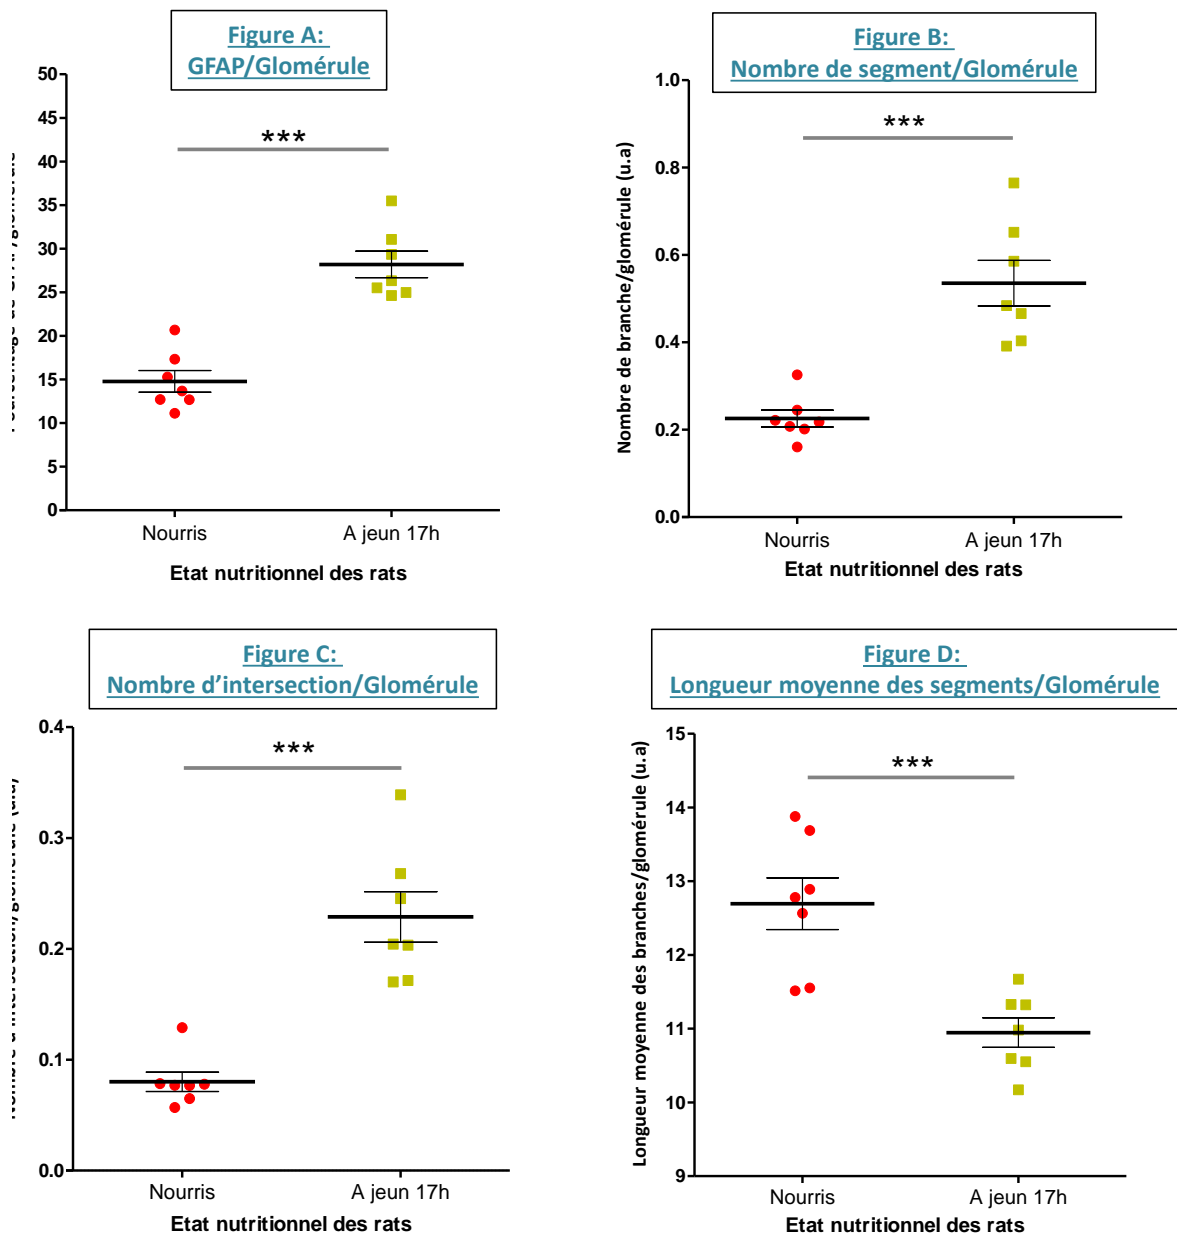 Figure A:
GFAP/Glomérule
50
45
40
35
30
25
20
15
10
5
0
***
Nourris
A jeun 17h
Etat nutritionnel des rats
Figure B:
Nombre de segment/Glomérule
Nombre de branche/glomérule (u.a)
1.0
0.8
0.6
0.4
0.2
0.0
***
Nourris
A jeun 17h
Etat nutritionnel des rats
Figure C:
Nombre d’intersection/Glomérule
0.4
0.3
0.2
0.1
0.0
***
Nourris
A jeun 17h
Etat nutritionnel des rats
Figure D:
Longueur moyenne des segments/Glomérule
Longueur moyenne des branches/glomérule (u.a)
15
14
13
12
11
10
9
***
Nourris
A jeun 17h
Etat nutritionnel des rats